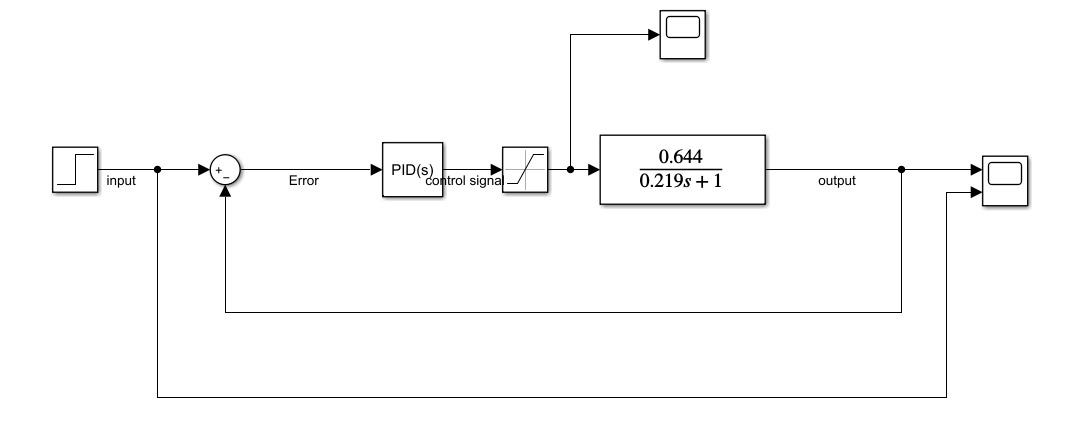 0.644
0.219s + 1
+
−
PID(s)
input
Error
control signal
output